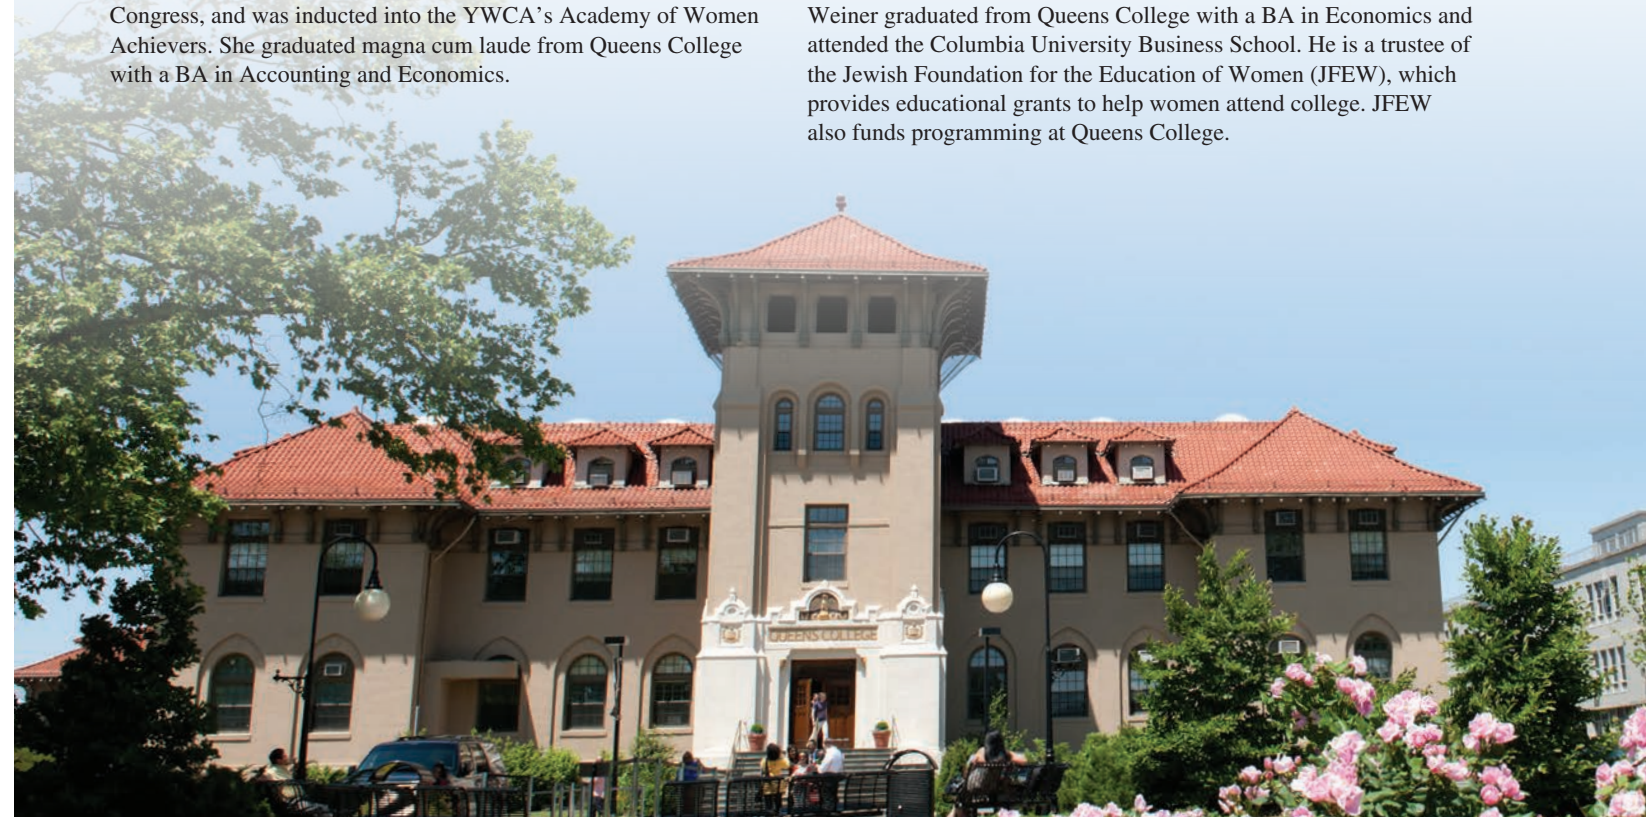 Congress, and was inducted into the YWCA’s Academy of Women
Achievers. She graduated magna cum laude from Queens College
with a BA in Accounting and Economics.
Weiner graduated from Queens College with a BA in Economics and
attended the Columbia University Business School. He is a trustee of
the Jewish Foundation for the Education of Women (JFEW), which
provides educational grants to help women attend college. JFEW
also funds programming at Queens College.
QUEENS COLLEGE